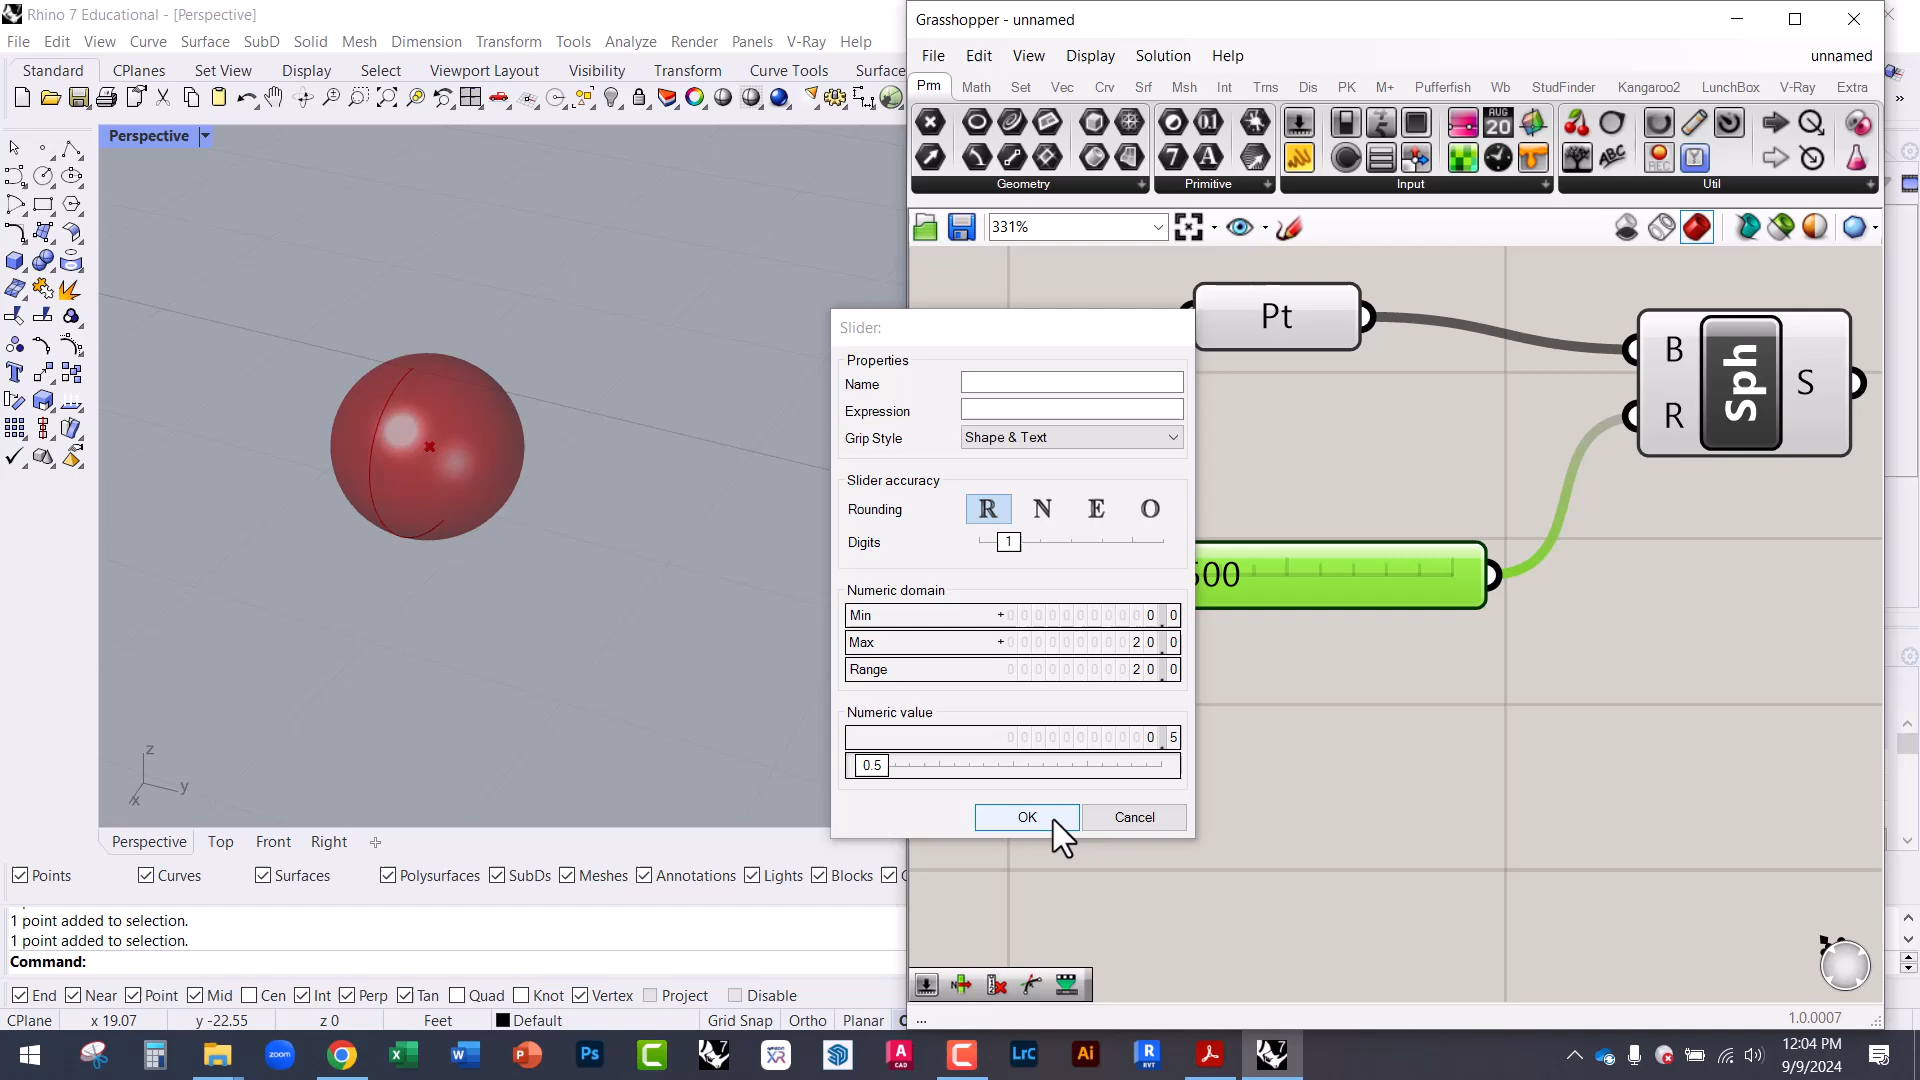 Rhino 7 Educational - [Perspective]
File Edit View Curve Surface SubD Solid Mesh Dimension Transform Tools Analyze Render Panels V-Ray Help
Standard CPlanes Set View Display Select Viewport Layout Visibility Transform Curve Tools Surface
Perspective
z
y
x
Perspective Top Front Right
Points Curves Surfaces Polysurfaces SubDs Meshes Annotations Lights Blocks
1 point added to selection.
1 point added to selection.
Command:
End Near Point Mid Cen Int Perp Tan Quad Knot Vertex Project Disable
CPlane x 19.07 y -22.55 z 0 Feet Default Grid Snap Ortho Planar
Grasshopper - unnamed
File Edit View Display Solution Help unnamed
Prm Math Set Vec Crv Srf Msh Int Trns Dis PK M+ Pufferfish Wb StudFinder Kangaroo2 LunchBox V-Ray Extra
Geometry Primitive Input Util
331%
Pt
B
R
Sph
S
500
Slider:
Properties
Name
Expression
Grip Style Shape & Text
Slider accuracy
Rounding R N E O
Digits 1
Numeric domain
Min + 0 0 0 0 0 0 0 0 0 0 0 . 0
Max + 0 0 0 0 0 0 0 0 0 2 0 . 0
Range 0 0 0 0 0 0 0 0 0 2 0 . 0
Numeric value
0 0 0 0 0 0 0 0 0 0 0 . 5
0.5
OK Cancel
...
1.0.0007
zoom Ps XR A CAD LrC Ai R RVT
12:04 PM
9/9/2024